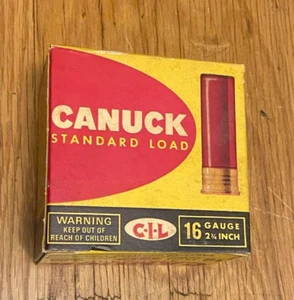 CANUCK
STANDARD LOAD
WARNING
KEEP OUT OF
REACH OF CHILDREN
C-I-L
16 GAUGE
2¾ INCH